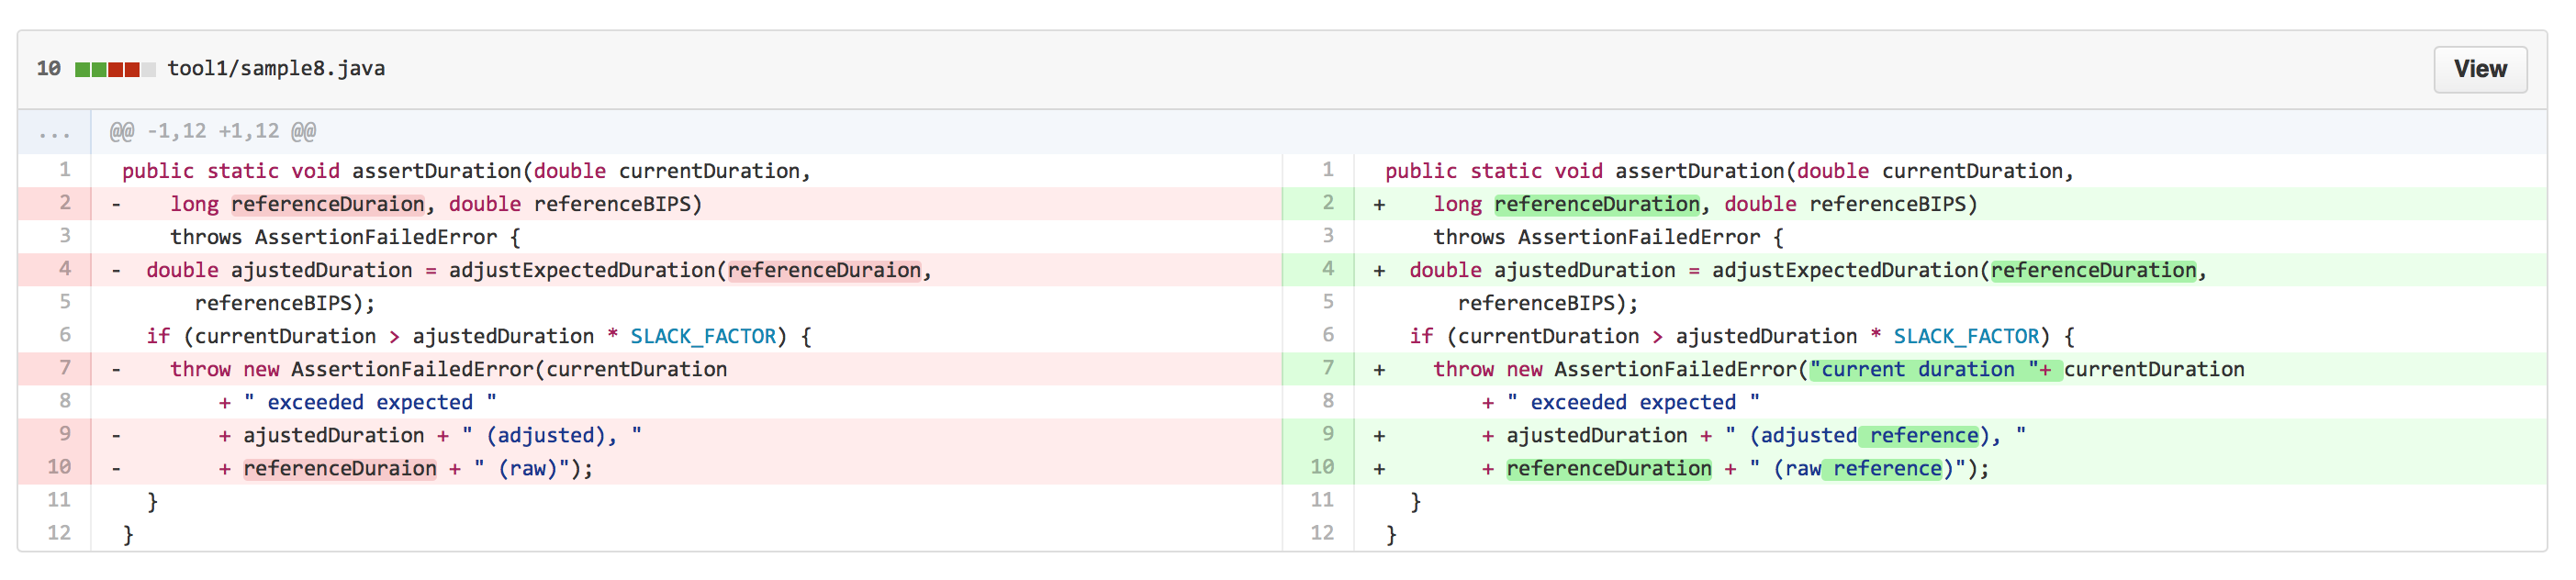 10 tool1/sample8.java View
... @@ -1,12 +1,12 @@
1 public static void assertDuration(double currentDuration,
2 - long referenceDuraion, double referenceBIPS)
3 throws AssertionFailedError {
4 - double ajustedDuration = adjustExpectedDuration(referenceDuraion,
5 referenceBIPS);
6 if (currentDuration > ajustedDuration * SLACK_FACTOR) {
7 - throw new AssertionFailedError(currentDuration
8 + " exceeded expected "
9 - + ajustedDuration + " (adjusted), "
10 - + referenceDuraion + " (raw)");
11 }
12 }
1 public static void assertDuration(double currentDuration,
2 + long referenceDuration, double referenceBIPS)
3 throws AssertionFailedError {
4 + double ajustedDuration = adjustExpectedDuration(referenceDuration,
5 referenceBIPS);
6 if (currentDuration > ajustedDuration * SLACK_FACTOR) {
7 + throw new AssertionFailedError("current duration "+ currentDuration
8 + " exceeded expected "
9 + + ajustedDuration + " (adjusted reference), "
10 + + referenceDuration + " (raw reference)");
11 }
12 }